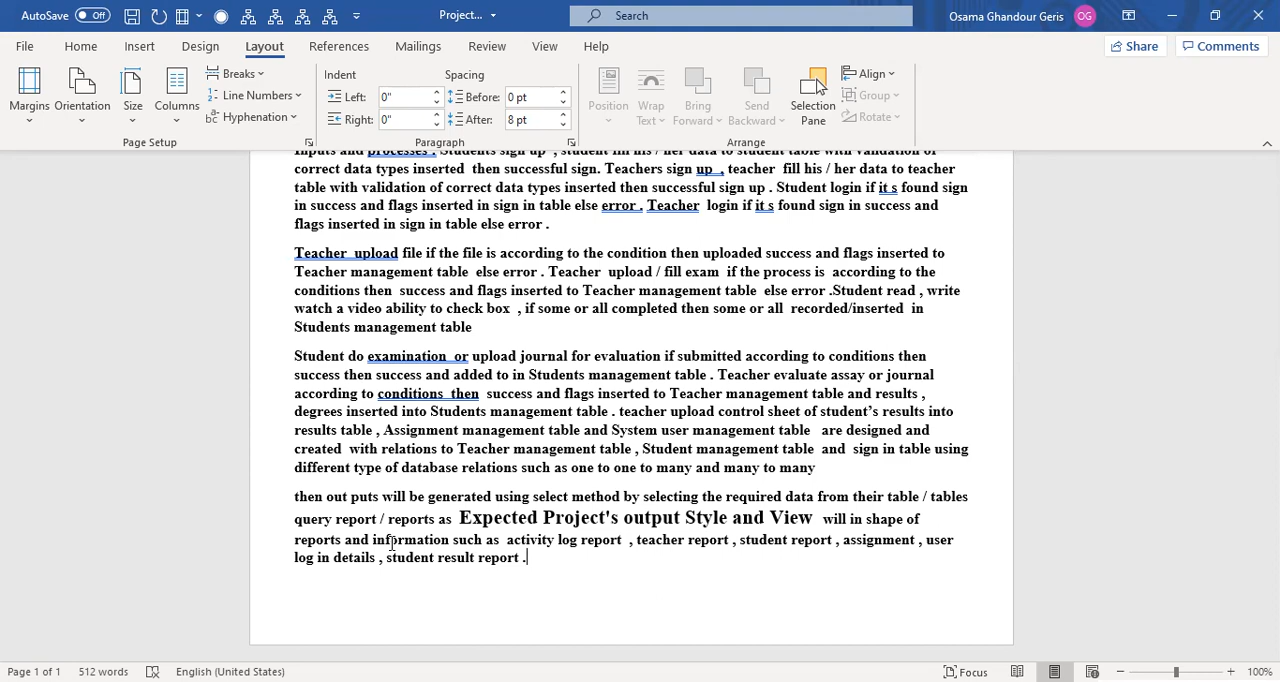 AutoSave Off Project... Search Osama Ghandour Geris OG
File Home Insert Design Layout References Mailings Review View Help Share Comments
Margins Orientation Size Columns Breaks Line Numbers Hyphenation
Page Setup
Indent Spacing
Left: 0" Before: 0 pt
Right: 0" After: 8 pt
Paragraph
Position Wrap Text Bring Forward Send Backward Selection Pane Align Group Rotate
Arrange
Inputs and processes . Students sign up , student fill his / her data to student table with validation of
correct data types inserted then successful sign. Teachers sign up , teacher fill his / her data to teacher
table with validation of correct data types inserted then successful sign up . Student login if it s found sign
in success and flags inserted in sign in table else error . Teacher login if it s found sign in success and
flags inserted in sign in table else error .
Teacher upload file if the file is according to the condition then uploaded success and flags inserted to
Teacher management table else error . Teacher upload / fill exam if the process is according to the
conditions then success and flags inserted to Teacher management table else error .Student read , write
watch a video ability to check box , if some or all completed then some or all recorded/inserted in
Students management table
Student do examination or upload journal for evaluation if submitted according to conditions then
success then success and added to in Students management table . Teacher evaluate assay or journal
according to conditions then success and flags inserted to Teacher management table and results ,
degrees inserted into Students management table . teacher upload control sheet of student's results into
results table , Assignment management table and System user management table are designed and
created with relations to Teacher management table , Student management table and sign in table using
different type of database relations such as one to one to many and many to many
then out puts will be generated using select method by selecting the required data from their table / tables
query report / reports as Expected Project's output Style and View will in shape of
reports and information such as activity log report , teacher report , student report , assignment , user
log in details , student result report .
Page 1 of 1 512 words English (United States) Focus 100%